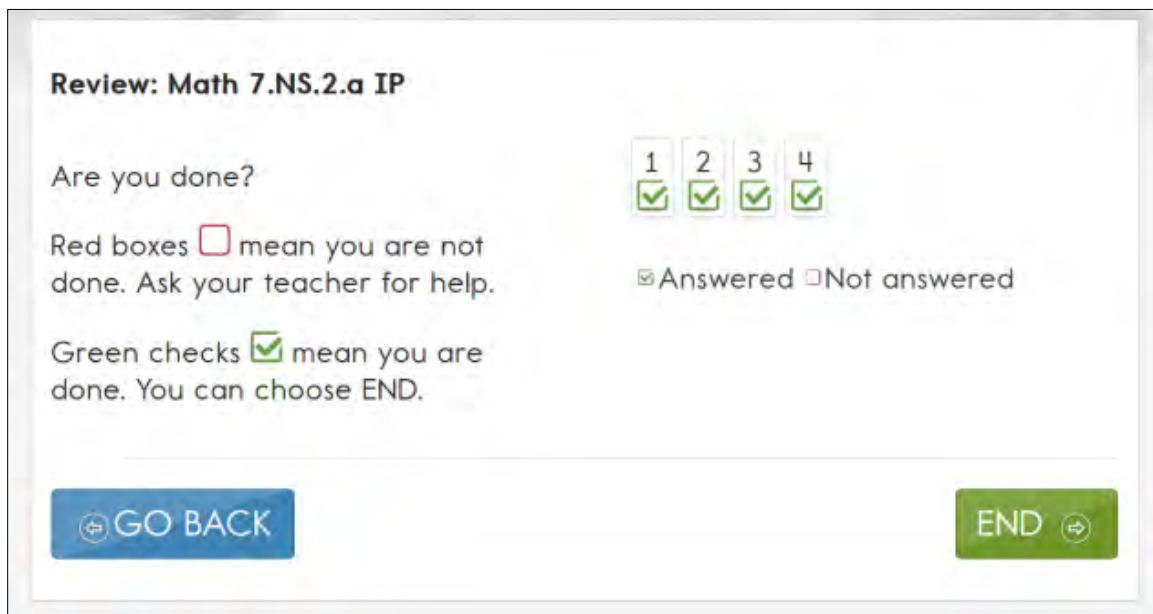 Review: Math 7.NS.2.a IP
Are you done?
Red boxes mean you are not
done. Ask your teacher for help.
Green checks mean you are
done. You can choose END.
1 2 3 4
Answered Not answered
GO BACK
END